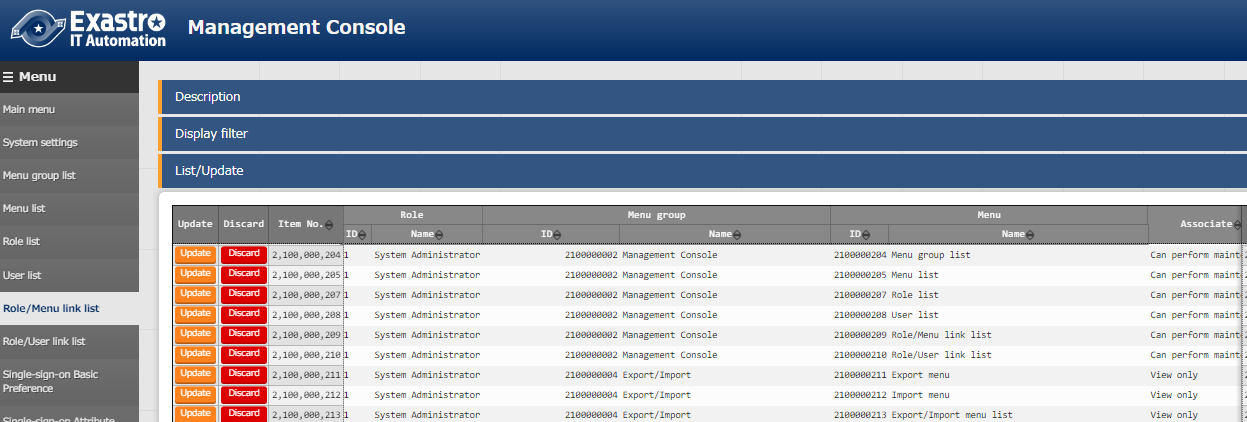 Exastro
IT Automation
Management Console
☰ Menu
Main menu
System settings
Menu group list
Menu list
Role list
User list
Role/Menu link list
Role/User link list
Single-sign-on Basic
Preference
Single-sign-on Attribute
Description
Display filter
List/Update
Update Discard Item No. Role Menu group Menu Associate
ID Name ID Name ID Name
Update Discard 2,100,000,204 1 System Administrator 2100000002 Management Console 2100000204 Menu group list Can perform maint
Update Discard 2,100,000,205 1 System Administrator 2100000002 Management Console 2100000205 Menu list Can perform maint
Update Discard 2,100,000,207 1 System Administrator 2100000002 Management Console 2100000207 Role list Can perform maint
Update Discard 2,100,000,208 1 System Administrator 2100000002 Management Console 2100000208 User list Can perform maint
Update Discard 2,100,000,209 1 System Administrator 2100000002 Management Console 2100000209 Role/Menu link list Can perform maint
Update Discard 2,100,000,210 1 System Administrator 2100000002 Management Console 2100000210 Role/User link list Can perform maint
Update Discard 2,100,000,211 1 System Administrator 2100000004 Export/Import 2100000211 Export menu View only
Update Discard 2,100,000,212 1 System Administrator 2100000004 Export/Import 2100000212 Import menu View only
Update Discard 2,100,000,213 1 System Administrator 2100000004 Export/Import 2100000213 Export/Import menu list View only